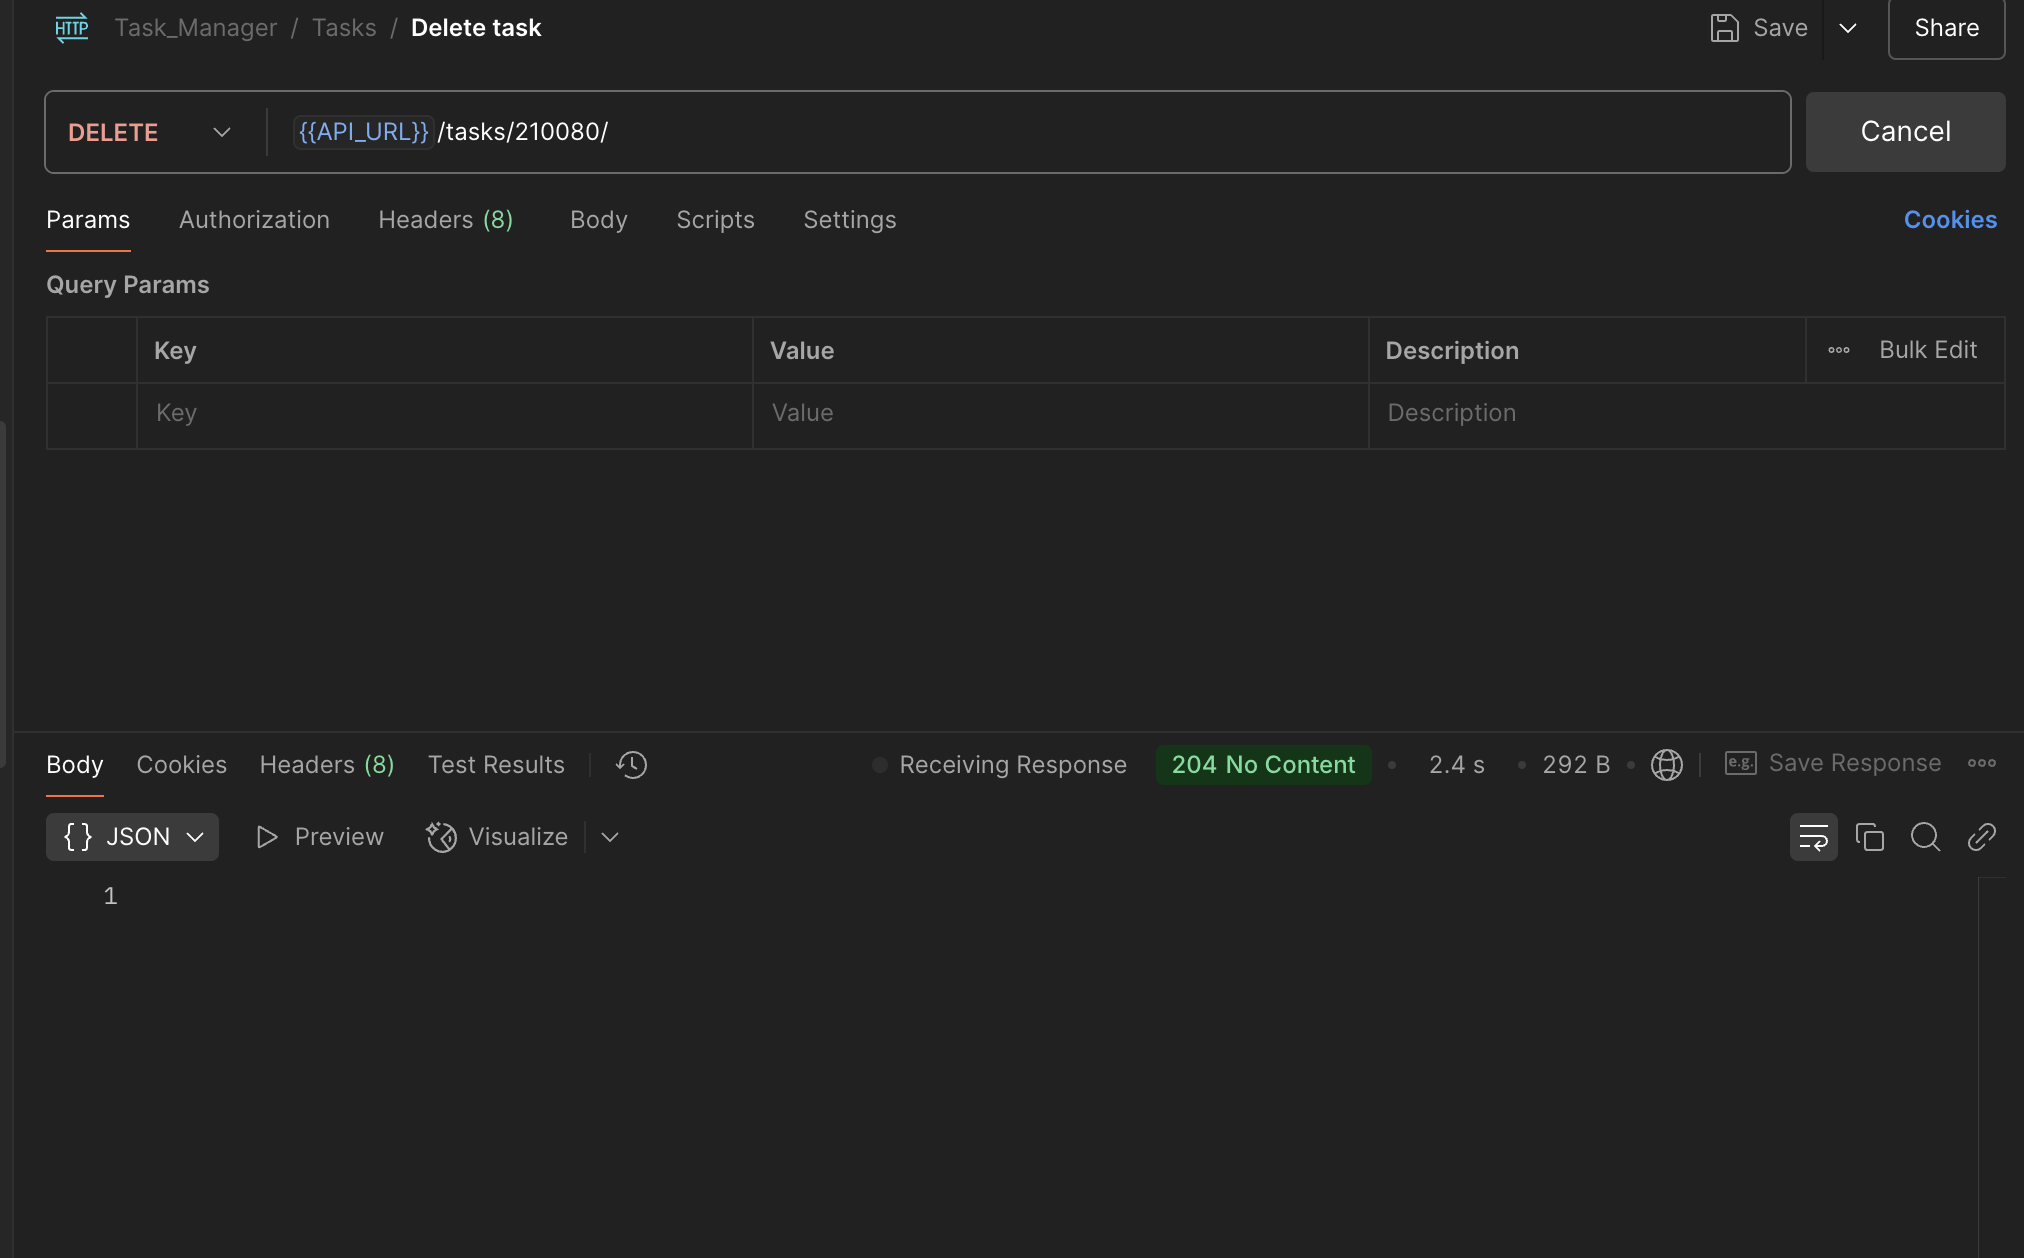 HTTP Task_Manager / Tasks / Delete task Save Share
DELETE {{API_URL}}/tasks/210080/ Cancel
Params Authorization Headers (8) Body Scripts Settings Cookies
Query Params
Key Value Description Bulk Edit
Key Value Description
Body Cookies Headers (8) Test Results Receiving Response 204 No Content • 2.4 s • 292 B • e.g. Save Response
{} JSON Preview Visualize
1